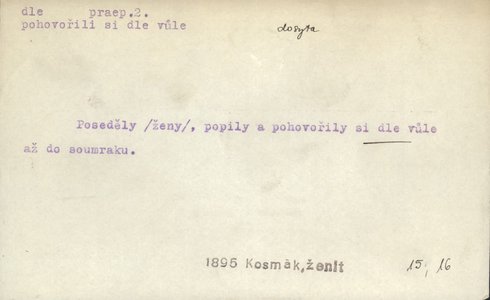 dle praep.2.
pohovořili si dle vůle
dosyta
Poseděly /ženy/, popily a pohovořily si dle vůle
až do soumraku.
1895 Kosmák,ženit 15, 16